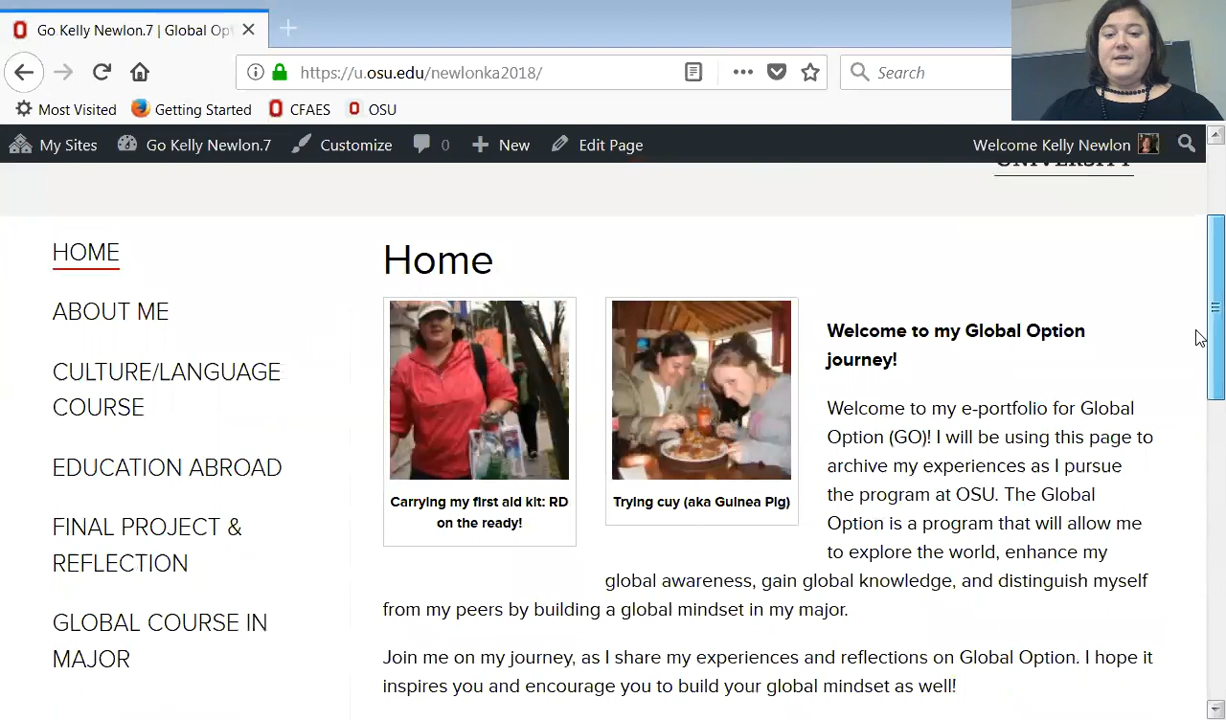 Go Kelly Newlon.7 | Global Op
https://u.osu.edu/newlonka2018/
Search
Most Visited Getting Started CFAES OSU
My Sites Go Kelly Newlon.7 Customize 0 New Edit Page Welcome Kelly Newlon
UNIVERSITY
HOME
ABOUT ME
CULTURE/LANGUAGE
COURSE
EDUCATION ABROAD
FINAL PROJECT &
REFLECTION
GLOBAL COURSE IN
MAJOR
Home
Carrying my first aid kit: RD
on the ready!
Trying cuy (aka Guinea Pig)
Welcome to my Global Option
journey!
Welcome to my e-portfolio for Global
Option (GO)! I will be using this page to
archive my experiences as I pursue
the program at OSU. The Global
Option is a program that will allow me
to explore the world, enhance my
global awareness, gain global knowledge, and distinguish myself
from my peers by building a global mindset in my major.
Join me on my journey, as I share my experiences and reflections on Global Option. I hope it
inspires you and encourage you to build your global mindset as well!